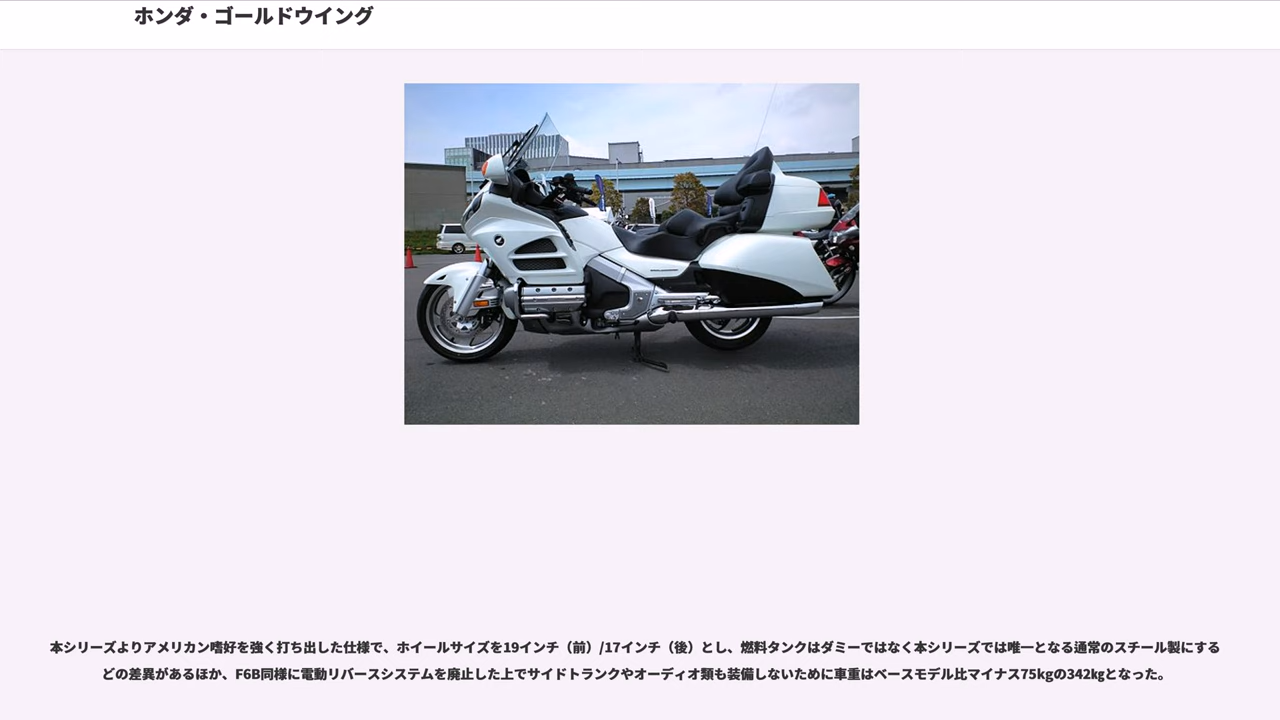 ホンダ・ゴールドウイング
本シリーズよりアメリカン嗜好を強く打ち出した仕様で、ホイールサイズを19インチ（前）/17インチ（後）とし、燃料タンクはダミーではなく本シリーズでは唯一となる通常のスチール製にする
どの差異があるほか、F6B同様に電動リバースシステムを廃止した上でサイドトランクやオーディオ類も装備しないために車重はベースモデル比マイナス75kgの342㎏となった。